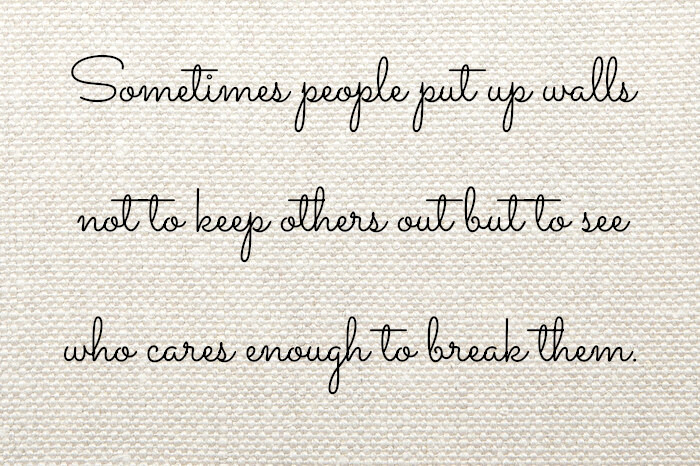 Sometimes people put up walls
not to keep others out but to see
who cares enough to break them.